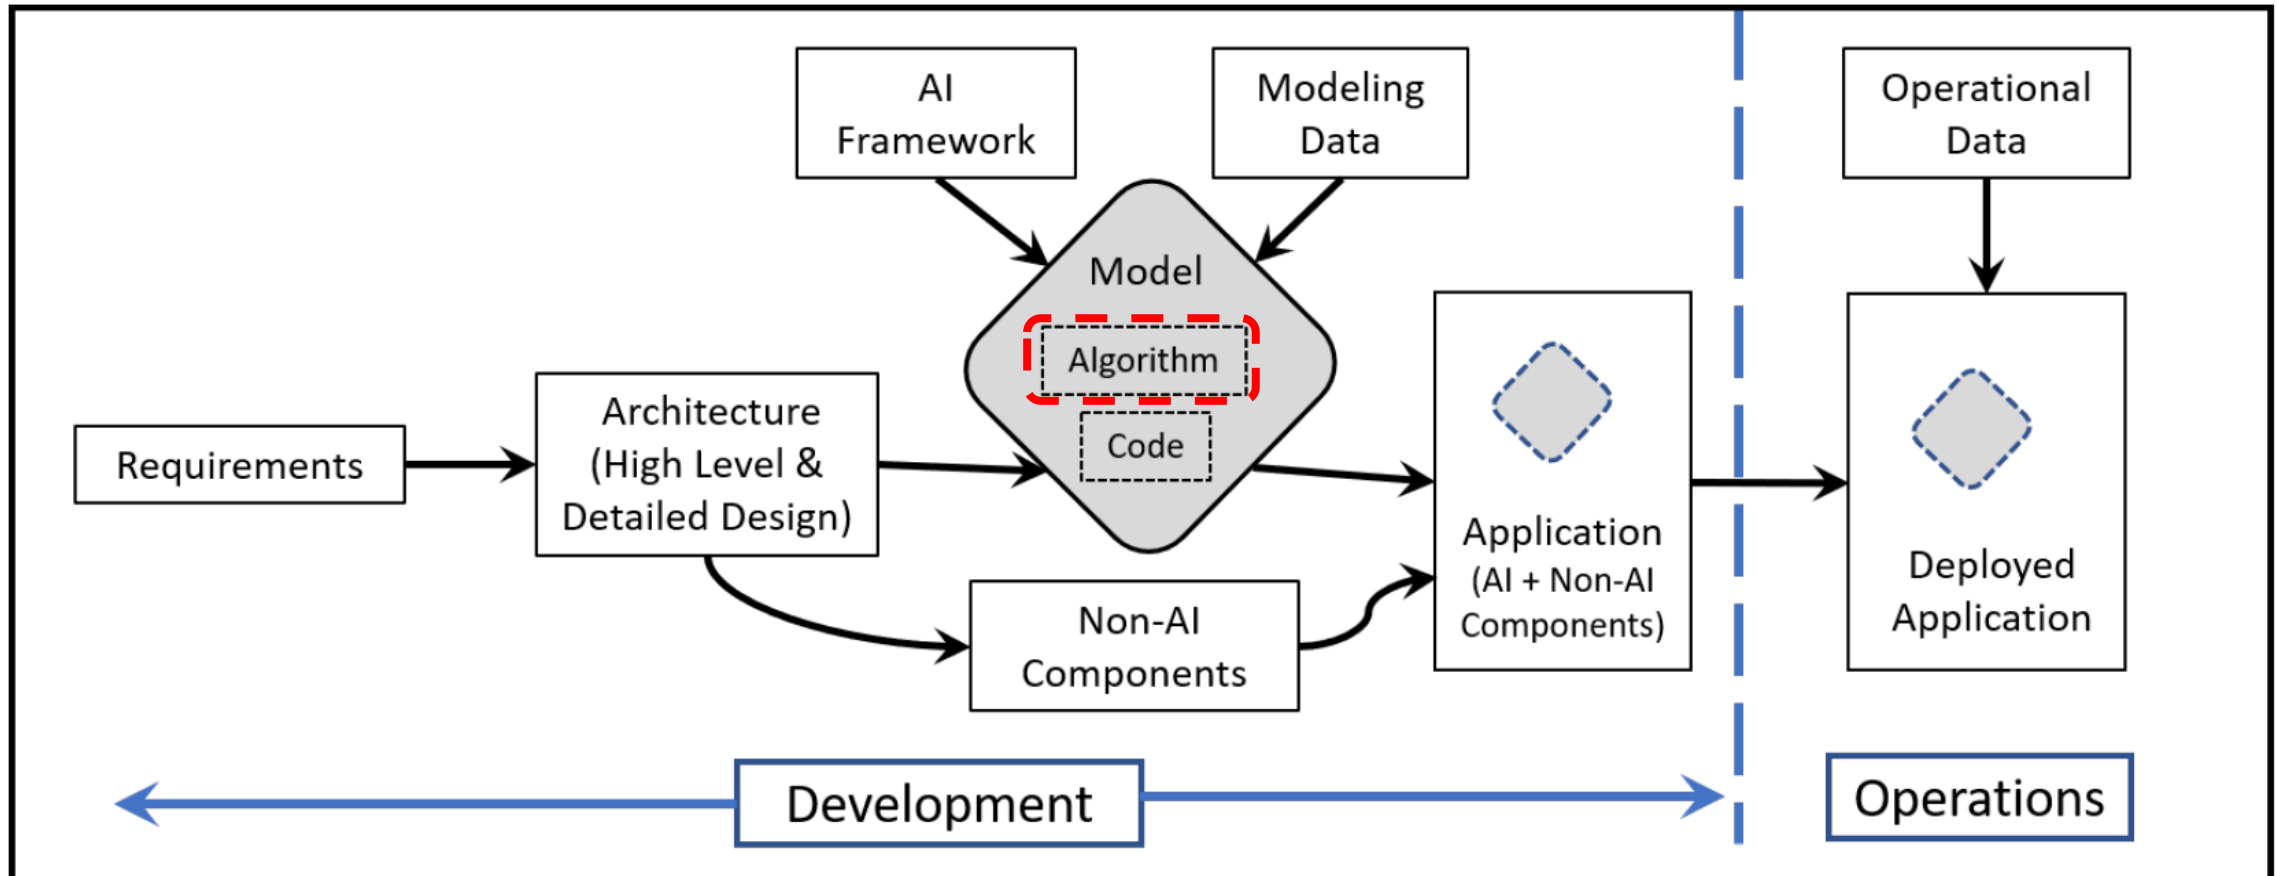 AI
Framework
Modeling
Data
Operational
Data
Model
Algorithm
Code
Requirements
Architecture
(High Level &
Detailed Design)
Non-AI
Components
Application
(AI + Non-AI
Components)
Deployed
Application
Development
Operations